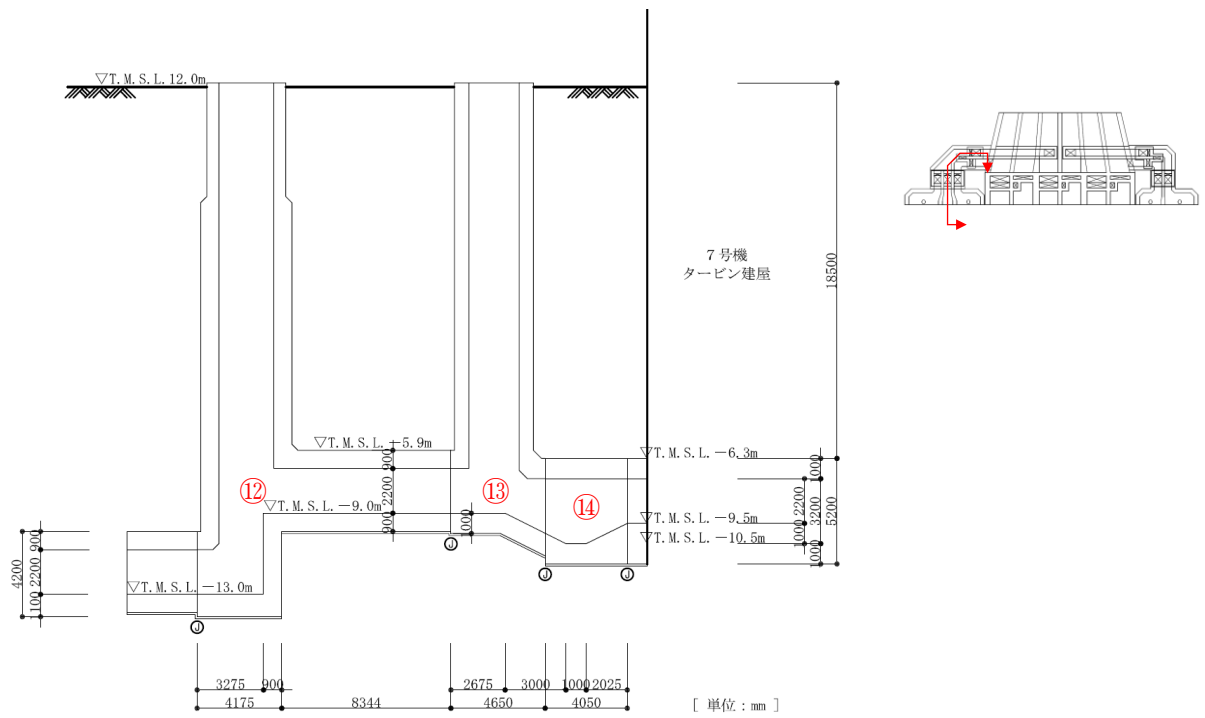 ▽T.M.S.L.12.0m
7号機
タービン建屋
18500
▽T.M.S.L.−5.9m
▽T.M.S.L.−6.3m
900
1000
⑫
⑬
⑭
2200
2200
3200
5200
▽T.M.S.L.−9.0m
▽T.M.S.L.−9.5m
1000
▽T.M.S.L.−10.5m
900
1000
1000
900
4200
2200
▽T.M.S.L.−13.0m
1100
J
J
J
J
3275
900
2675
3000
1000
2025
4175
8344
4650
4050
[ 単位:mm ]